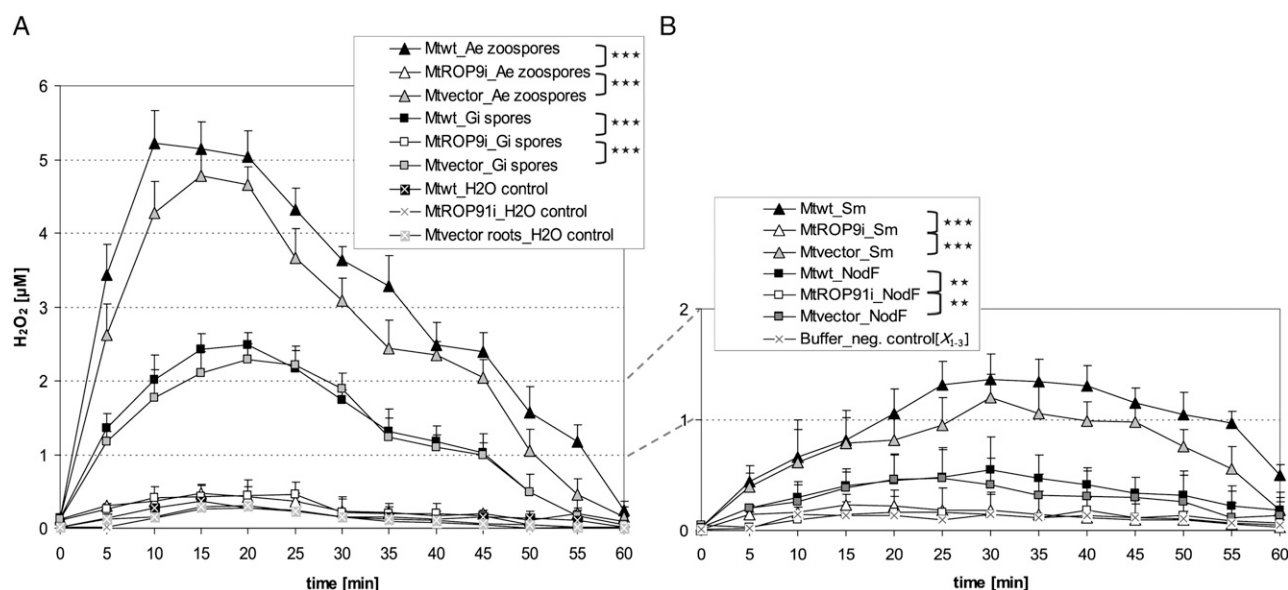 A
B
Mtwt_Ae zoospores
MtROP9i_Ae zoospores
Mtvector_Ae zoospores
Mtwt_Gi spores
MtROP9i_Gi spores
Mtvector_Gi spores
Mtwt_H2O control
MtROP91i_H2O control
Mtvector roots_H2O control
★★★
★★★
★★★
★★★
H₂O₂ [µM]
6
5
4
3
2
1
0
0 5 10 15 20 25 30 35 40 45 50 55 60
time [min]
Mtwt_Sm
MtROP9i_Sm
Mtvector_Sm
Mtwt_NodF
MtROP91i_NodF
Mtvector_NodF
Buffer_neg. control[X₁₋₃]
★★★
★★★
★★
★★
2
1
0
0 5 10 15 20 25 30 35 40 45 50 55 60
time [min]